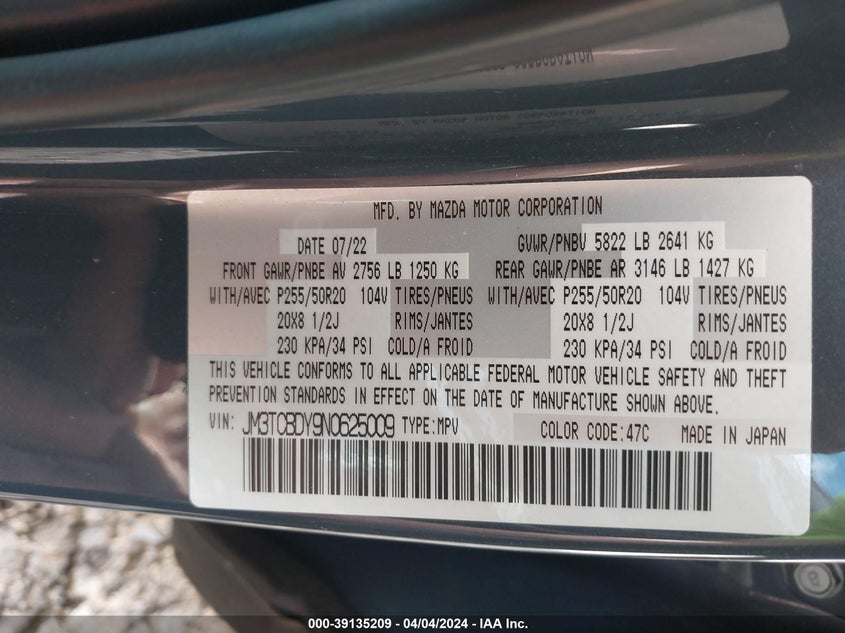 MFD. BY MAZDA MOTOR CORPORATION
DATE 07/22 GVWR/PNBV 5822 LB 2641 KG
FRONT GAWR/PNBE AV 2756 LB 1250 KG REAR GAWR/PNBE AR 3146 LB 1427 KG
WITH/AVEC P255/50R20 104V TIRES/PNEUS WITH/AVEC P255/50R20 104V TIRES/PNEUS
20X8 1/2J RIMS/JANTES 20X8 1/2J RIMS/JANTES
230 KPA/34 PSI COLD/A FROID 230 KPA/34 PSI COLD/A FROID
THIS VEHICLE CONFORMS TO ALL APPLICABLE FEDERAL MOTOR VEHICLE SAFETY AND THEFT
PREVENTION STANDARDS IN EFFECT ON THE DATE OF MANUFACTURE SHOWN ABOVE.
VIN: JM3TCBDY9N0625009 TYPE:MPV COLOR CODE:47C MADE IN JAPAN
000-39135209 - 04/04/2024 - IAA Inc.